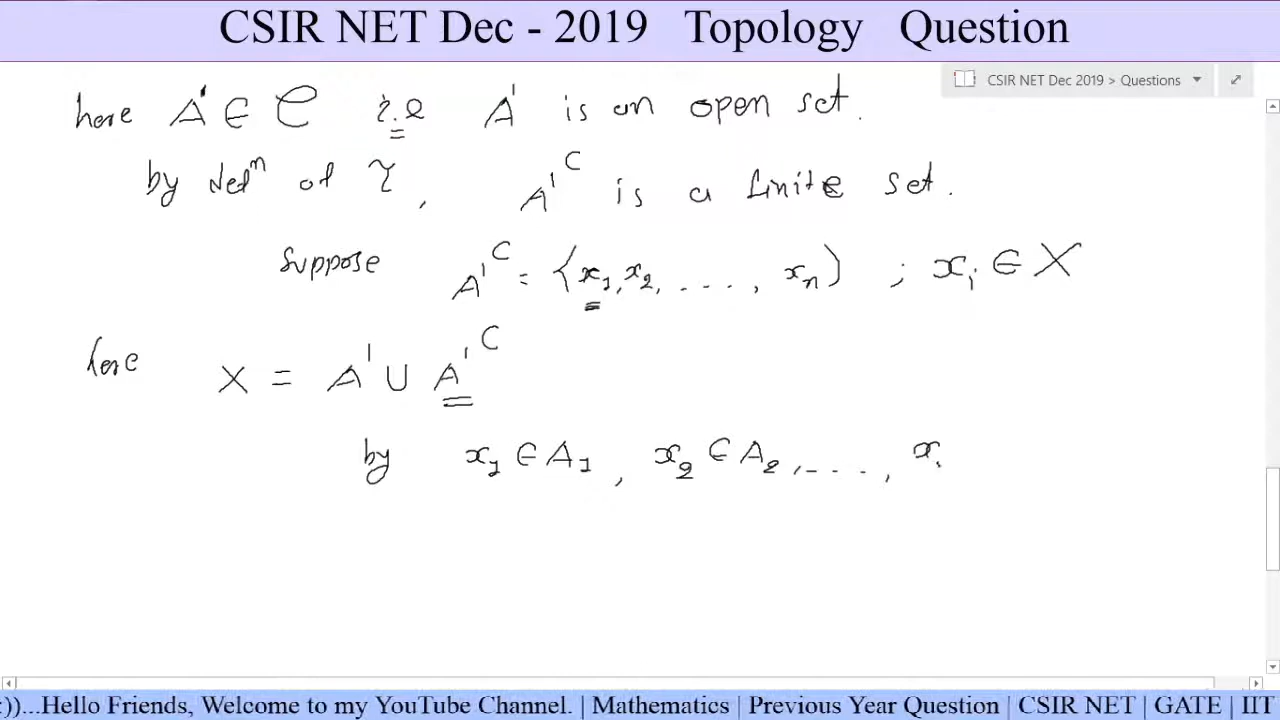 CSIR NET Dec - 2019 Topology Question
CSIR NET Dec 2019 > Questions
here A' ∈ C i.e A' is an open set.
by defⁿ of τ, A'ᶜ is a finite set.
Suppose A'ᶜ = {x₁, x₂, . . . ., xₙ} ; xᵢ ∈ X
here X = A' ∪ A'ᶜ
by x₁ ∈ A₁, x₂ ∈ A₂, . . . ., x
:))...Hello Friends, Welcome to my YouTube Channel. | Mathematics | Previous Year Question | CSIR NET | GATE | IIT